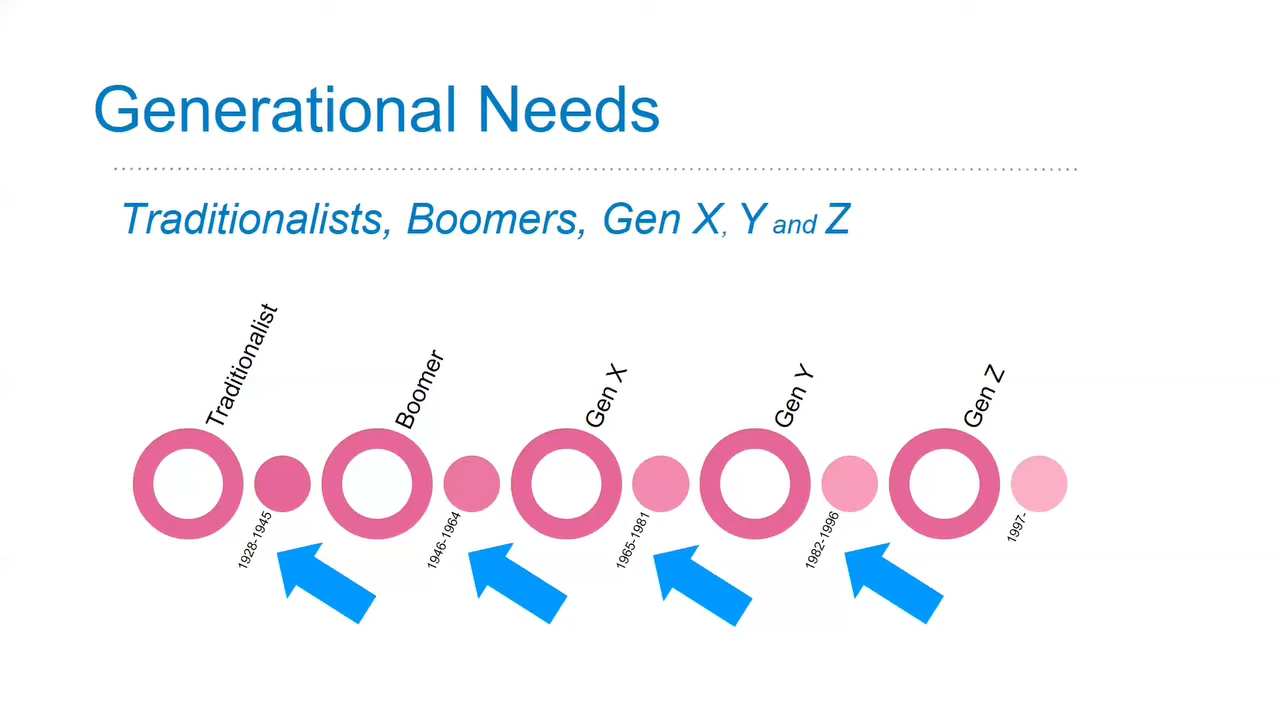 Generational Needs
Traditionalists, Boomers, Gen X, Y and Z
Traditionalist
Boomer
Gen X
Gen Y
Gen Z
1928-1945
1946-1964
1965-1981
1982-1996
1997-